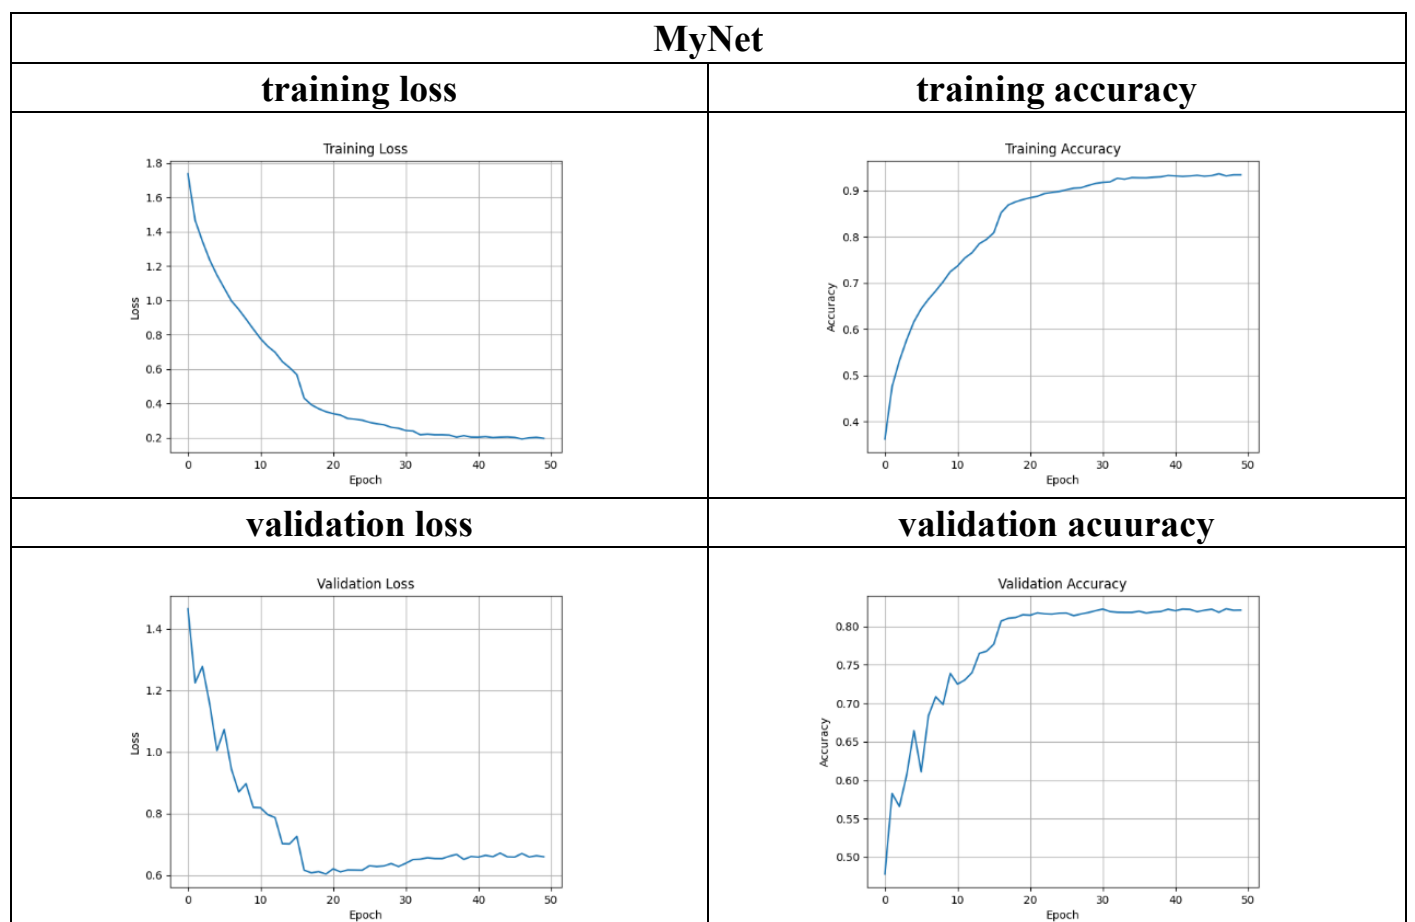 MyNet
training loss
training accuracy
Training Loss
1.8
1.6
1.4
1.2
1.0
0.8
0.6
0.4
0.2
Loss
0 10 20 30 40 50
Epoch
Training Accuracy
0.9
0.8
0.7
0.6
0.5
0.4
Accuracy
0 10 20 30 40 50
Epoch
validation loss
validation acuuracy
Validation Loss
1.4
1.2
1.0
0.8
0.6
Loss
0 10 20 30 40 50
Epoch
Validation Accuracy
0.80
0.75
0.70
0.65
0.60
0.55
0.50
Accuracy
0 10 20 30 40 50
Epoch